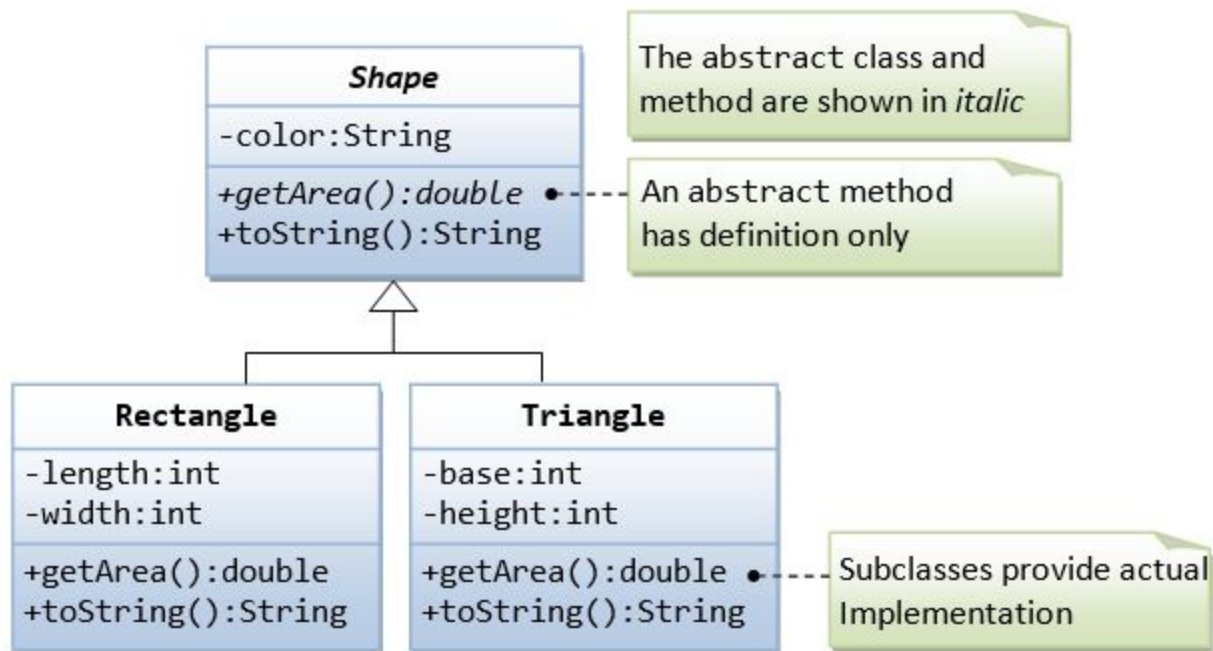 Shape
-color:String
+getArea():double
+toString():String
The abstract class and
method are shown in italic
An abstract method
has definition only
Rectangle
-length:int
-width:int
+getArea():double
+toString():String
Triangle
-base:int
-height:int
+getArea():double
+toString():String
Subclasses provide actual
Implementation